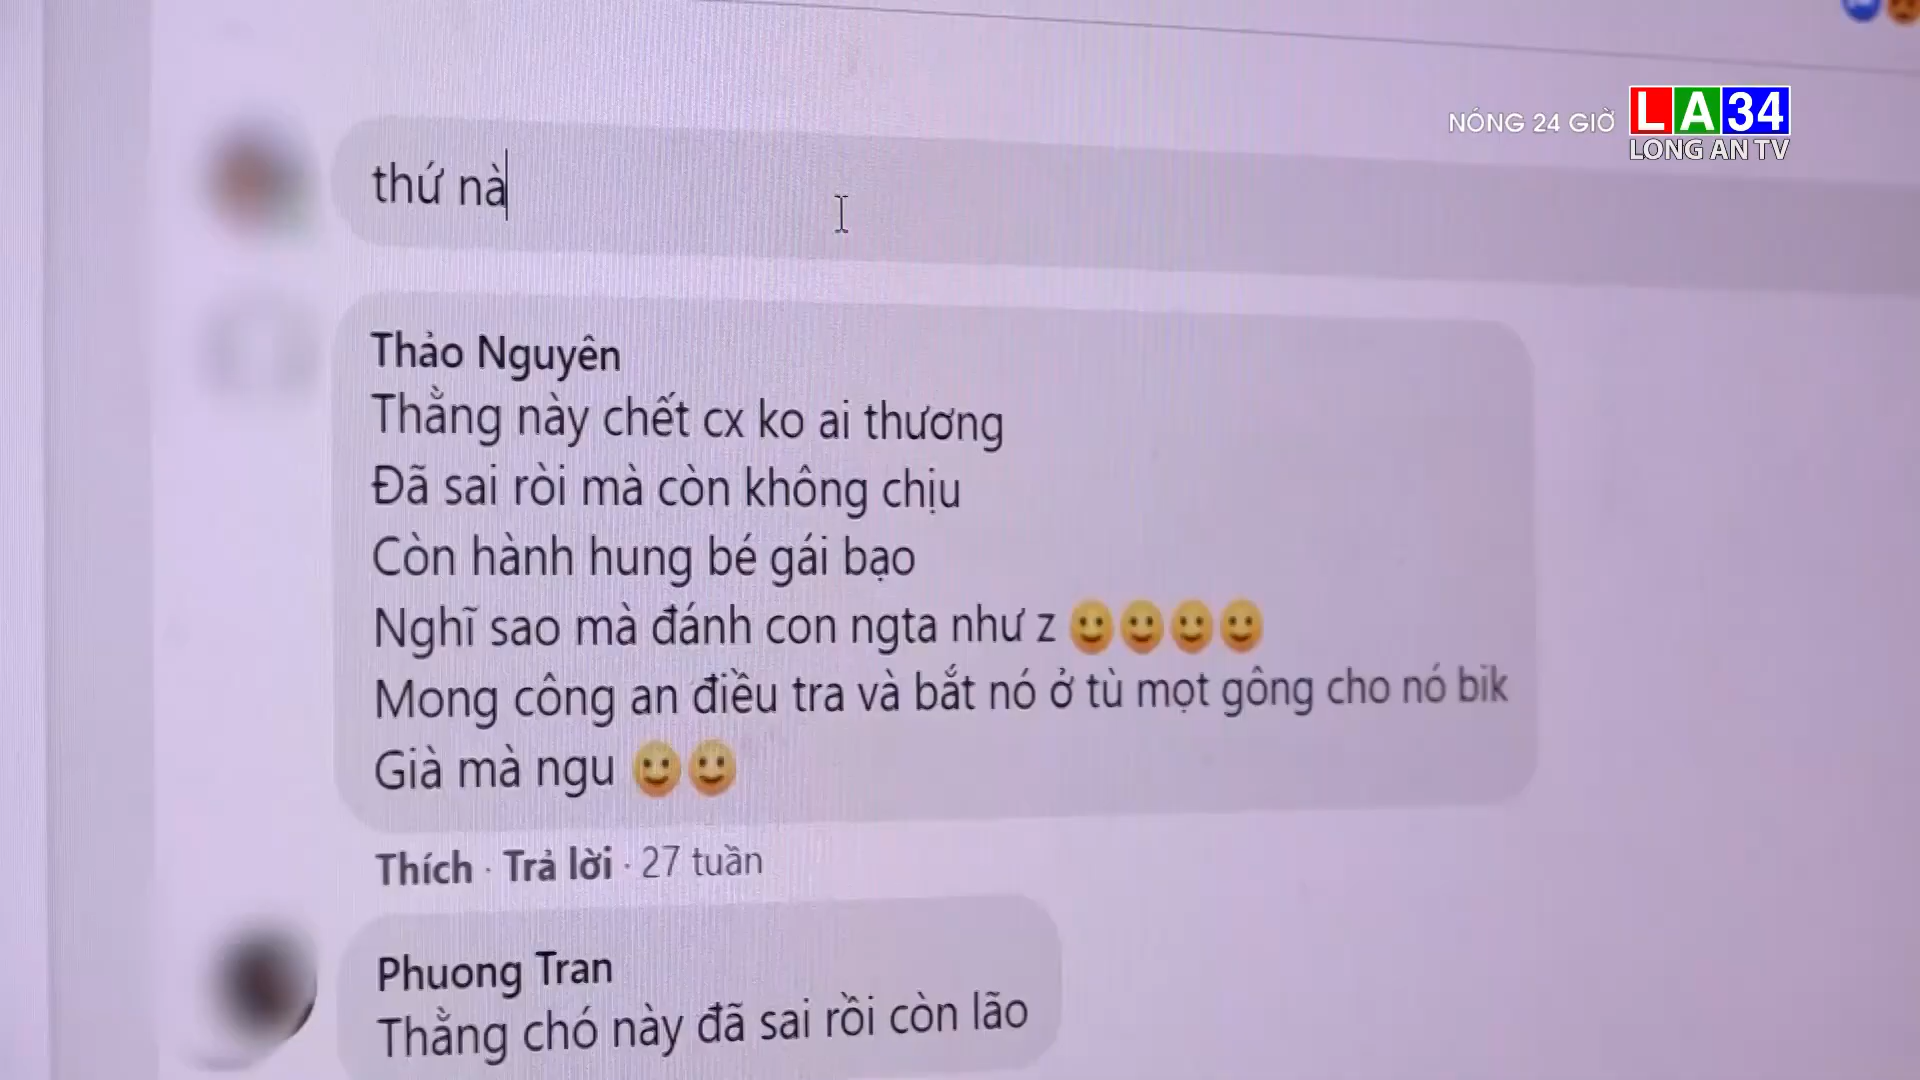 NÓNG 24 GIỜ LA34
LONG AN TV
thứ nà
Thảo Nguyên
Thằng này chết cx ko ai thương
Đã sai ròi mà còn không chịu
Còn hành hung bé gái bạo
Nghĩ sao mà đánh con ngta như z 🙂🙂🙂🙂
Mong công an điều tra và bắt nó ở tù mọt gông cho nó bik
Già mà ngu 🙂🙂
Thích · Trả lời · 27 tuần
Phuong Tran
Thằng chó này đã sai rồi còn lão